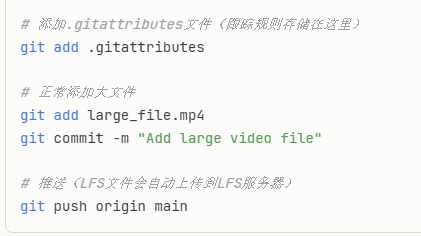 # 添加.gitattributes文件（跟踪规则存储在这里）
git add .gitattributes
# 正常添加大文件
git add large_file.mp4
git commit -m "Add large video file"
# 推送（LFS文件会自动上传到LFS服务器）
git push origin main